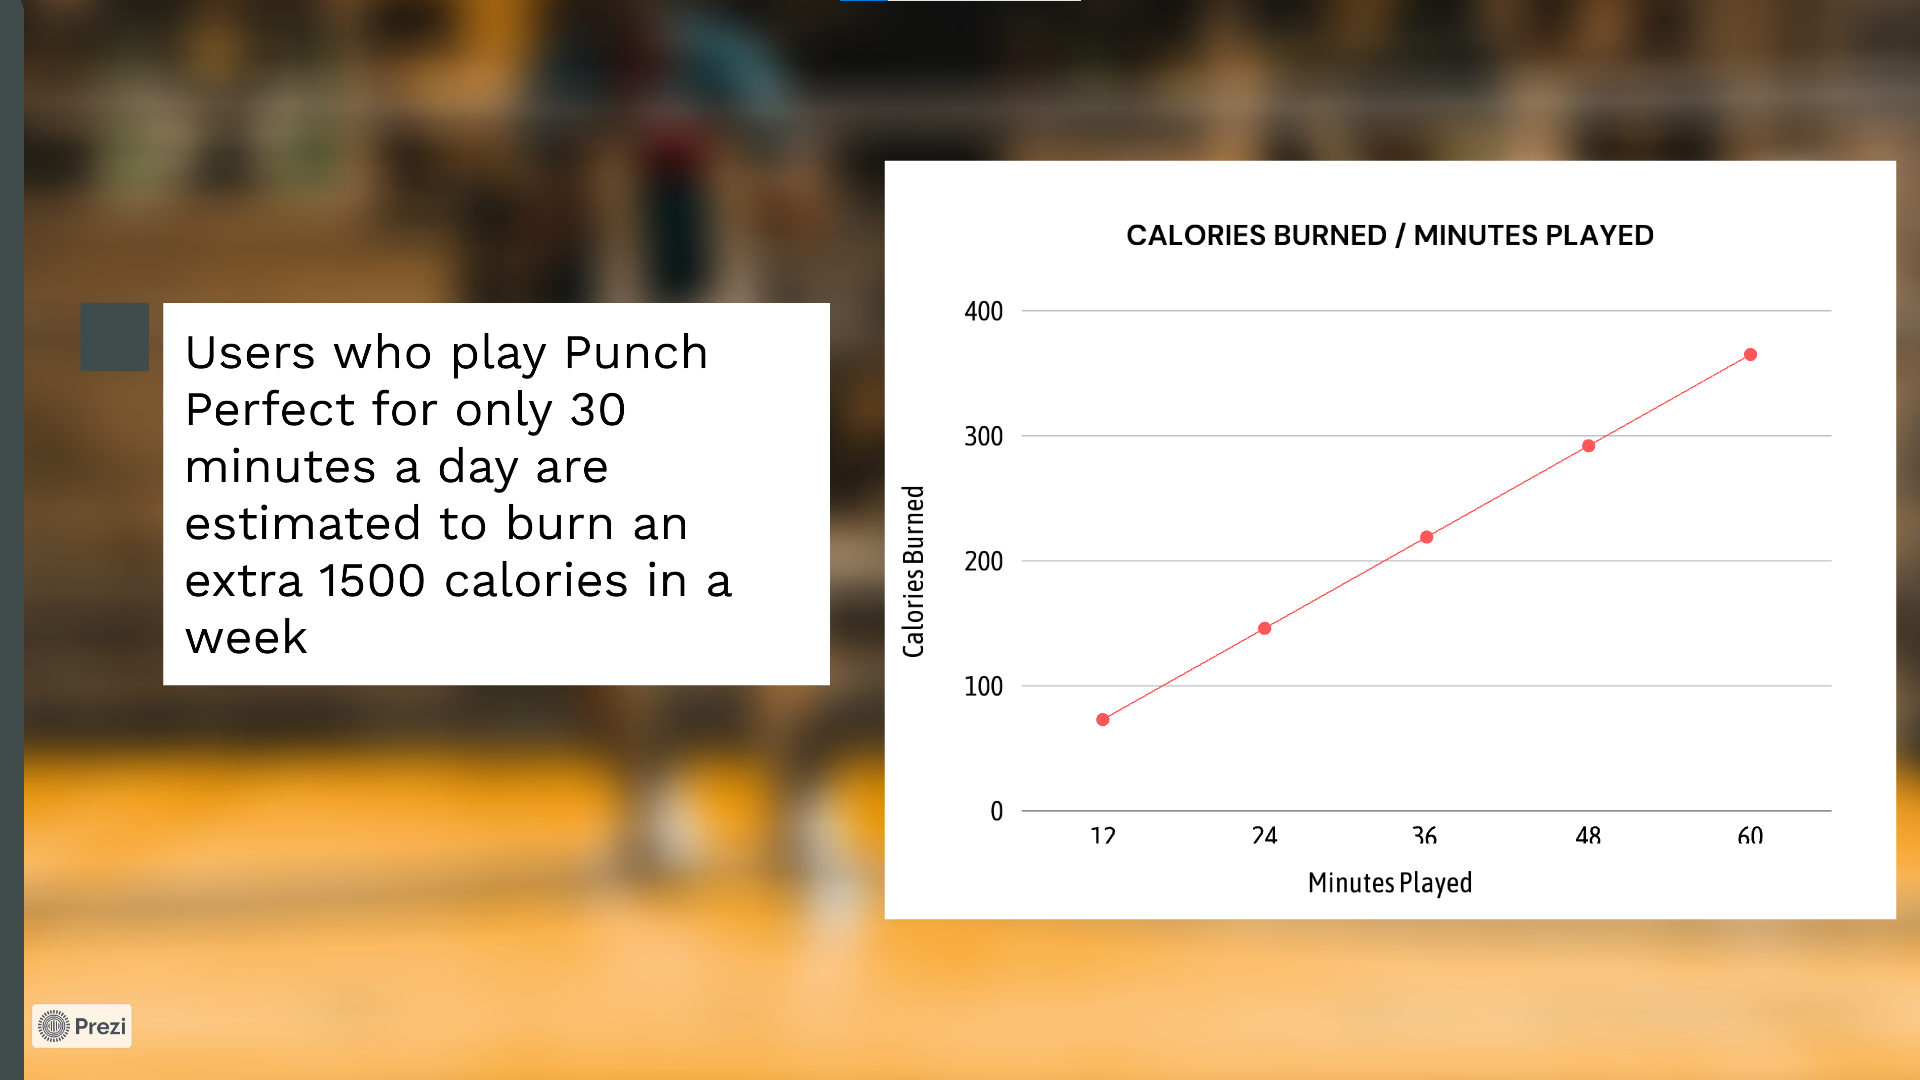 Users who play Punch
Perfect for only 30
minutes a day are
estimated to burn an
extra 1500 calories in a
week
CALORIES BURNED / MINUTES PLAYED
Calories Burned
400
300
200
100
0
12
24
36
48
60
Minutes Played
Prezi